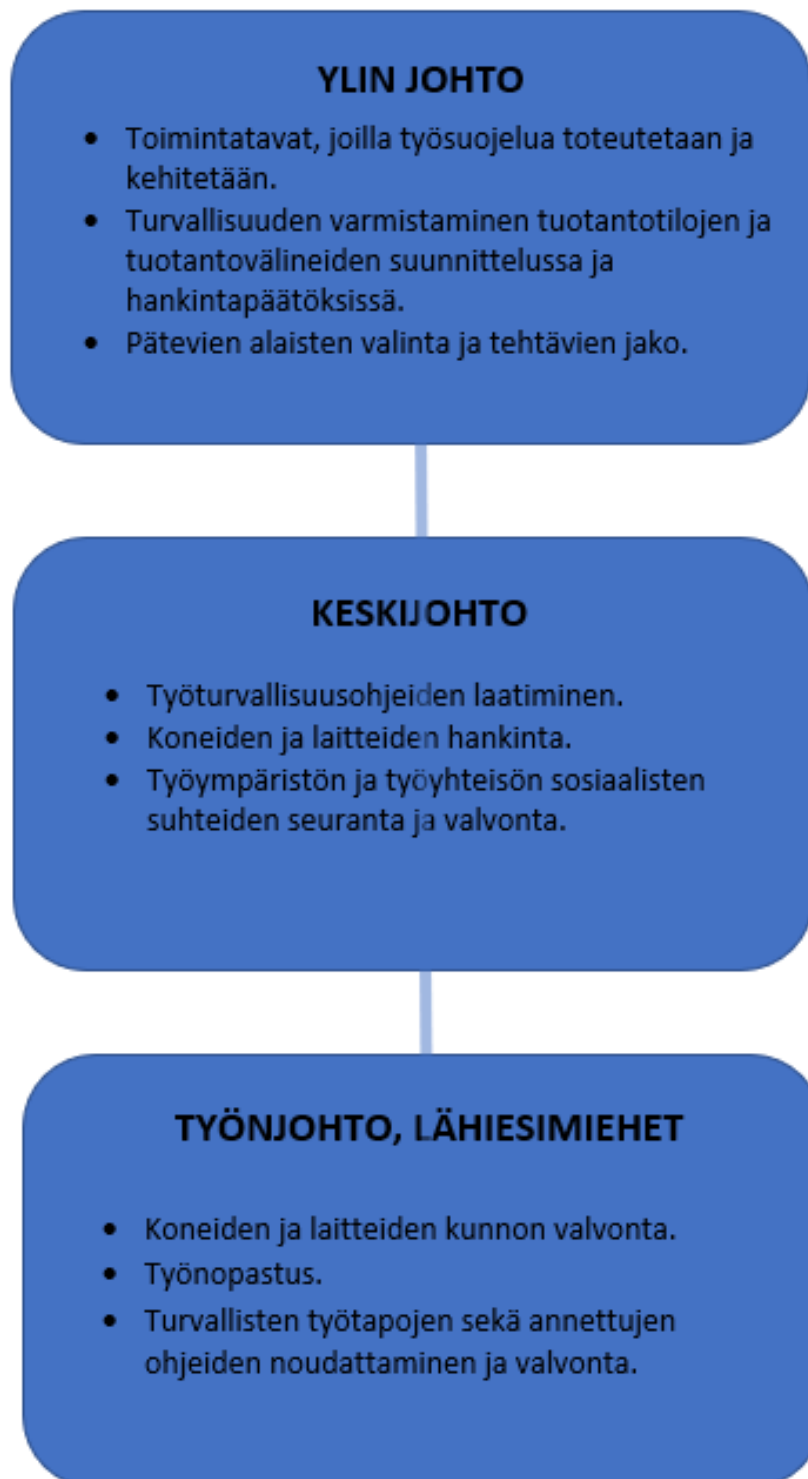 YLIN JOHTO
• Toimintatavat, joilla työsuojelua toteutetaan ja
kehitetään.
• Turvallisuuden varmistaminen tuotantotilojen ja
tuotantovälineiden suunnittelussa ja
hankintapäätöksissä.
• Pätevien alaisten valinta ja tehtävien jako.
KESKIJOHTO
• Työturvallisuusohjeiden laatiminen.
• Koneiden ja laitteiden hankinta.
• Työympäristön ja työyhteisön sosiaalisten
suhteiden seuranta ja valvonta.
TYÖNJOHTO, LÄHIESIMIEHET
• Koneiden ja laitteiden kunnon valvonta.
• Työnopastus.
• Turvallisten työtapojen sekä annettujen
ohjeiden noudattaminen ja valvonta.